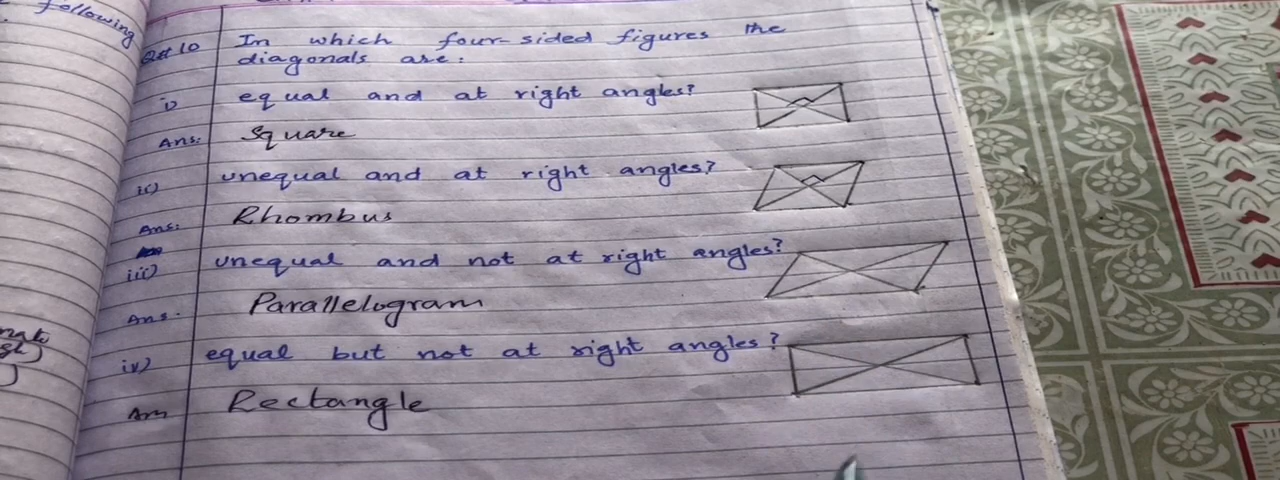 following
Q# 10 In which four-sided figures the
diagonals are:
i) equal and at right angles?
Ans: Square
ii) unequal and at right angles?
Ans: Rhombus
iii) unequal and not at right angles?
Ans. Parallelogram
iv) equal but not at right angles?
Ans Rectangle